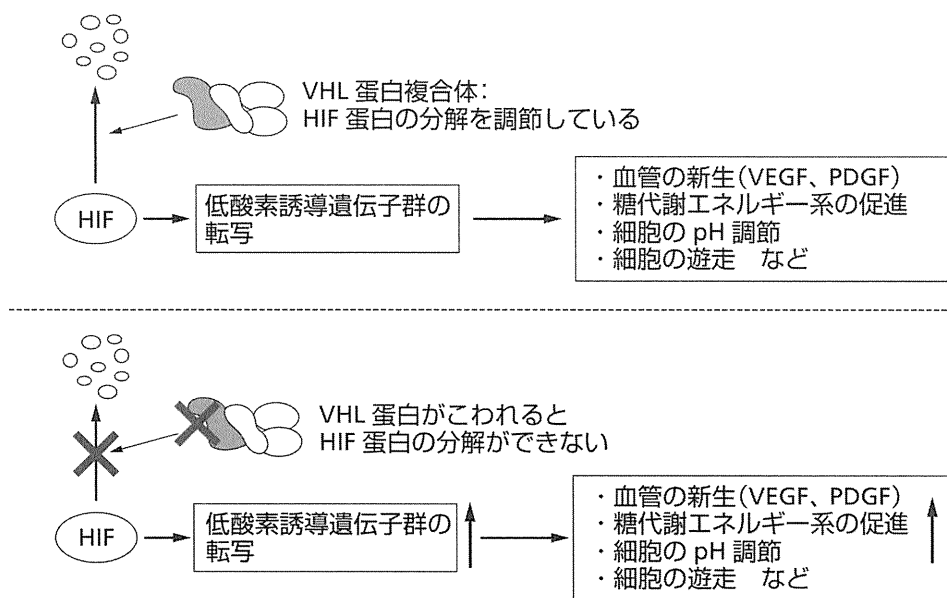 VHL 蛋白複合体：
HIF 蛋白の分解を調節している
HIF
低酸素誘導遺伝子群の
転写
・血管の新生（VEGF、PDGF）
・糖代謝エネルギー系の促進
・細胞の pH 調節
・細胞の遊走　など
VHL 蛋白がこわれると
HIF 蛋白の分解ができない
HIF
低酸素誘導遺伝子群の
転写
・血管の新生（VEGF、PDGF）
・糖代謝エネルギー系の促進
・細胞の pH 調節
・細胞の遊走　など